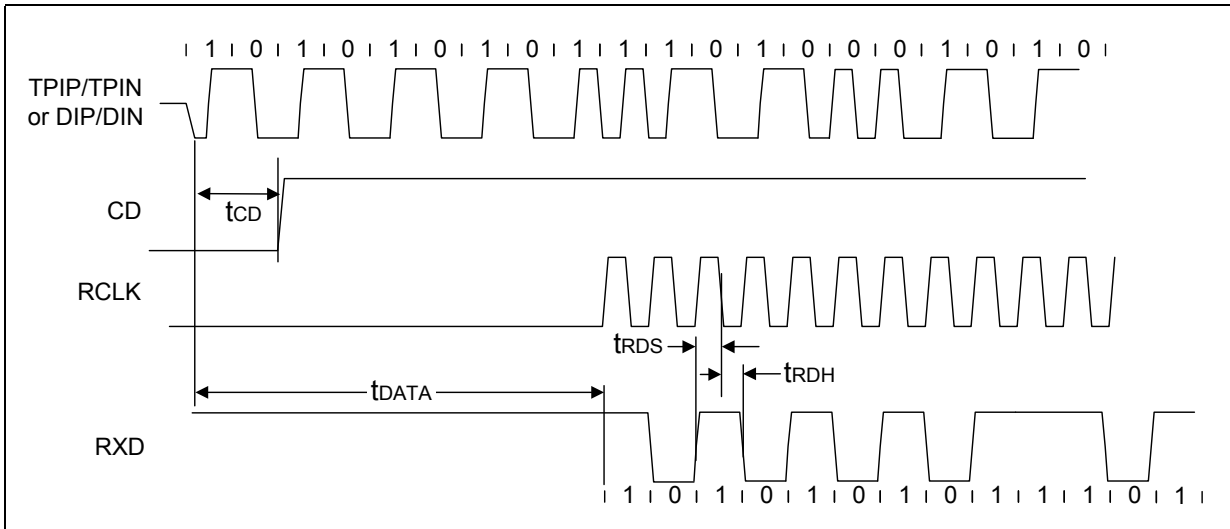 ı 1 ı 0 ı 1 ı 0 ı 1 ı 0 ı 1 ı 0 ı 1 ı 1 ı 1 ı 0 ı 1 ı 0 ı 0 ı 0 ı 1 ı 0 ı 1 ı 0 ı
TPIP/TPIN
or DIP/DIN
CD
tCD
RCLK
tRDS
tRDH
tDATA
RXD
ı 1 ı 0 ı 1 ı 0 ı 1 ı 0 ı 1 ı 0 ı 1 ı 1 ı 1 ı 0 ı 1 ı